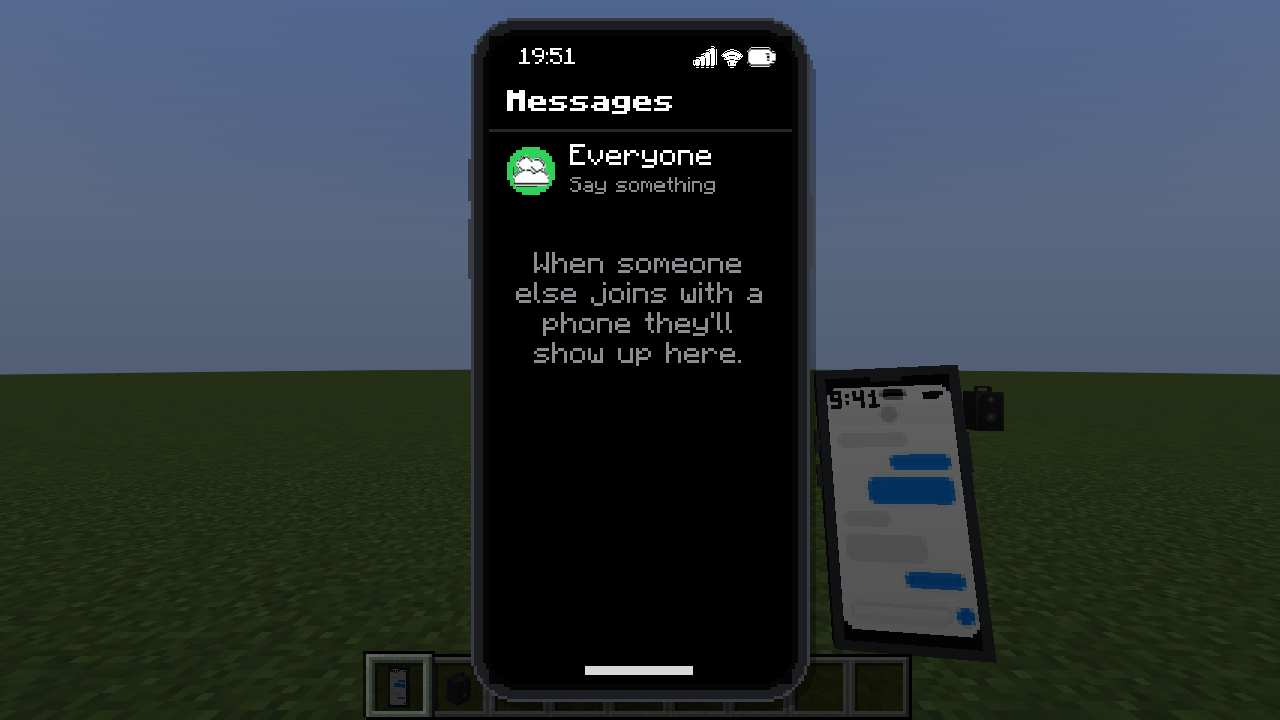 19:51
Messages
Everyone
Say something
When someone
else joins with a
phone they'll
show up here.
9:41